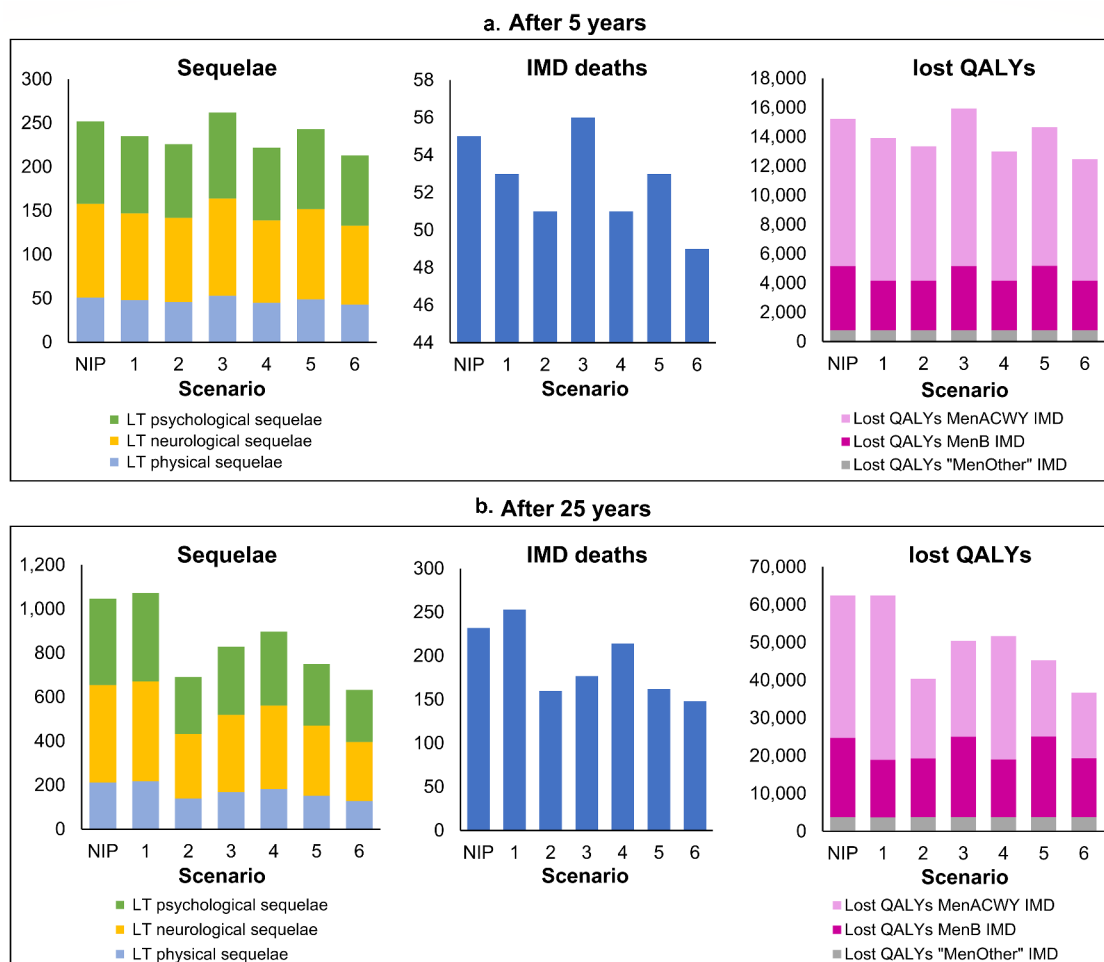 a. After 5 years
Sequelae
300
250
200
150
100
50
0
NIP 1 2 3 4 5 6
Scenario
LT psychological sequelae
LT neurological sequelae
LT physical sequelae
IMD deaths
58
56
54
52
50
48
46
44
NIP 1 2 3 4 5 6
Scenario
lost QALYs
18,000
16,000
14,000
12,000
10,000
8,000
6,000
4,000
2,000
0
NIP 1 2 3 4 5 6
Scenario
Lost QALYs MenACWY IMD
Lost QALYs MenB IMD
Lost QALYs "MenOther" IMD
b. After 25 years
Sequelae
1,200
1,000
800
600
400
200
0
NIP 1 2 3 4 5 6
Scenario
LT psychological sequelae
LT neurological sequelae
LT physical sequelae
IMD deaths
300
250
200
150
100
50
0
NIP 1 2 3 4 5 6
Scenario
lost QALYs
70,000
60,000
50,000
40,000
30,000
20,000
10,000
0
NIP 1 2 3 4 5 6
Scenario
Lost QALYs MenACWY IMD
Lost QALYs MenB IMD
Lost QALYs "MenOther" IMD